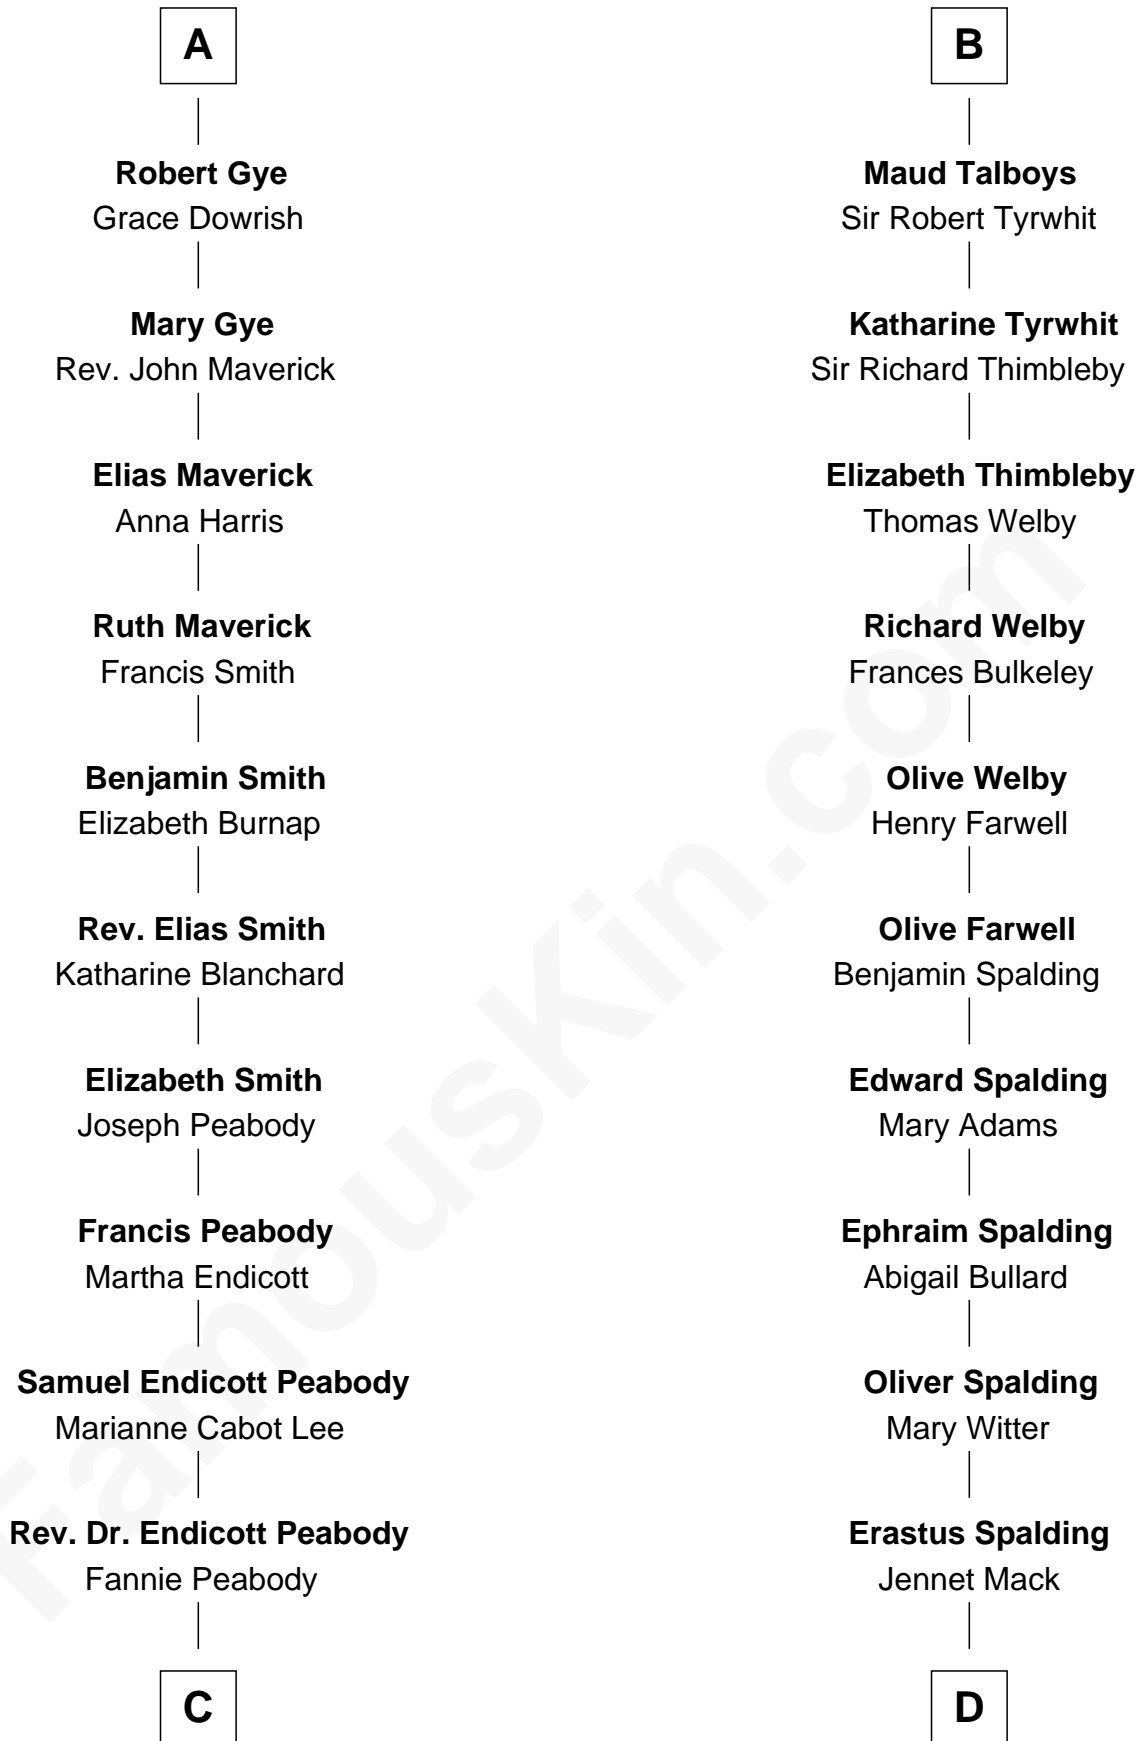 A
Robert Gye
Grace Dowrish
Mary Gye
Rev. John Maverick
Elias Maverick
Anna Harris
Ruth Maverick
Francis Smith
Benjamin Smith
Elizabeth Burnap
Rev. Elias Smith
Katharine Blanchard
Elizabeth Smith
Joseph Peabody
Francis Peabody
Martha Endicott
Samuel Endicott Peabody
Marianne Cabot Lee
Rev. Dr. Endicott Peabody
Fannie Peabody
C
B
Maud Talboys
Sir Robert Tyrwhit
Katharine Tyrwhit
Sir Richard Thimbleby
Elizabeth Thimbleby
Thomas Welby
Richard Welby
Frances Bulkeley
Olive Welby
Henry Farwell
Olive Farwell
Benjamin Spalding
Edward Spalding
Mary Adams
Ephraim Spalding
Abigail Bullard
Oliver Spalding
Mary Witter
Erastus Spalding
Jennet Mack
D
FamousKin.com